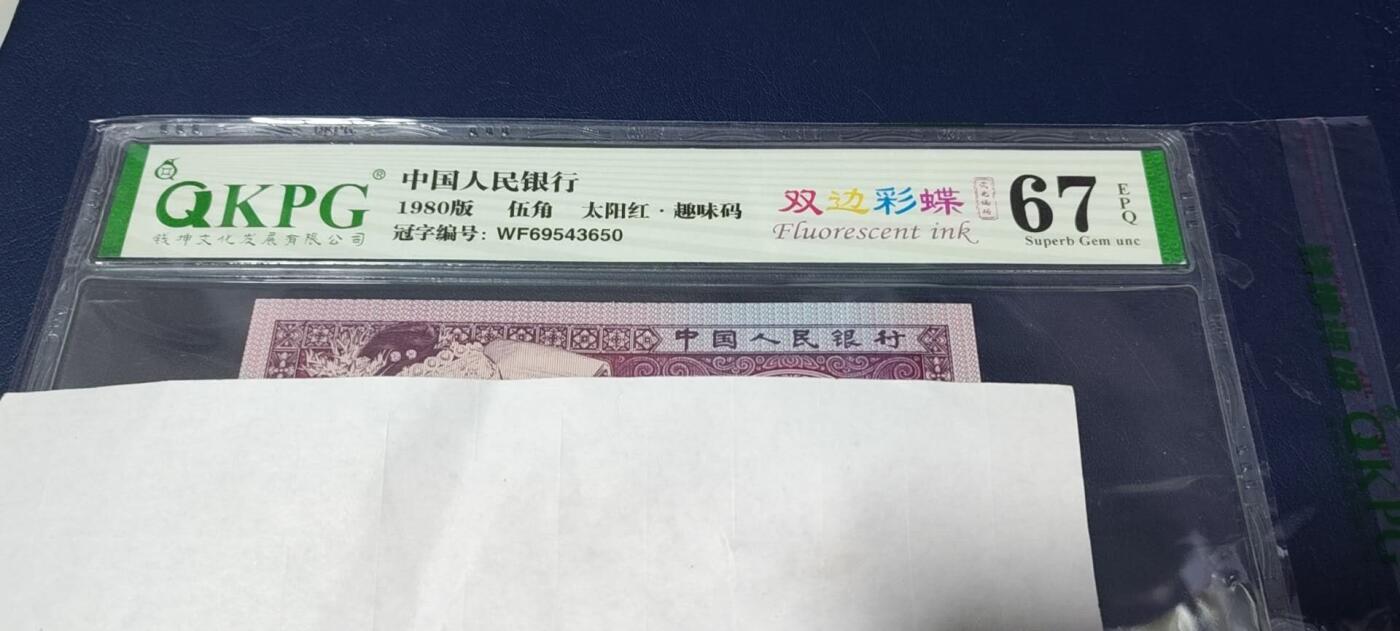 QKPG®
钱坤文化发展有限公司
中国人民银行
1980版 伍角 太阳红·趣味码
冠字编号: WF69543650
双边彩蝶
Fluorescent ink
67
EPQ
Superb Gem unc
中国人民银行
QKPG